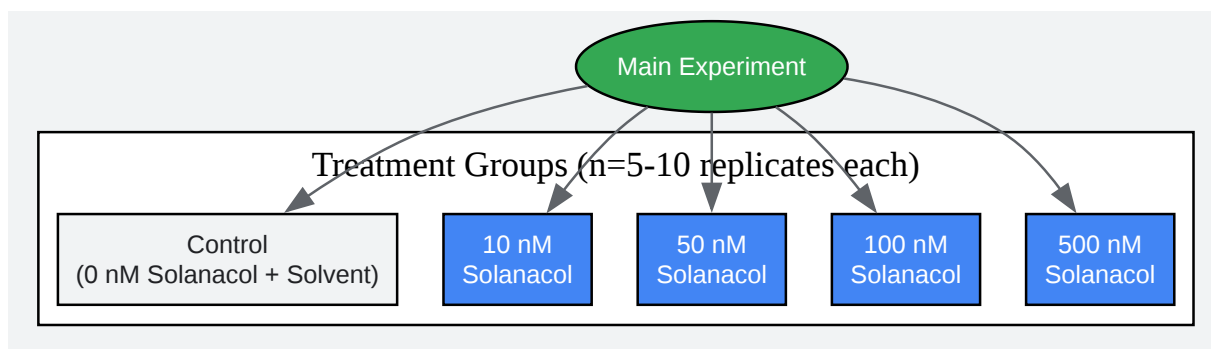 Main Experiment
Treatment Groups (n=5-10 replicates each)
Control
(0 nM Solanacol + Solvent)
10 nM
Solanacol
50 nM
Solanacol
100 nM
Solanacol
500 nM
Solanacol